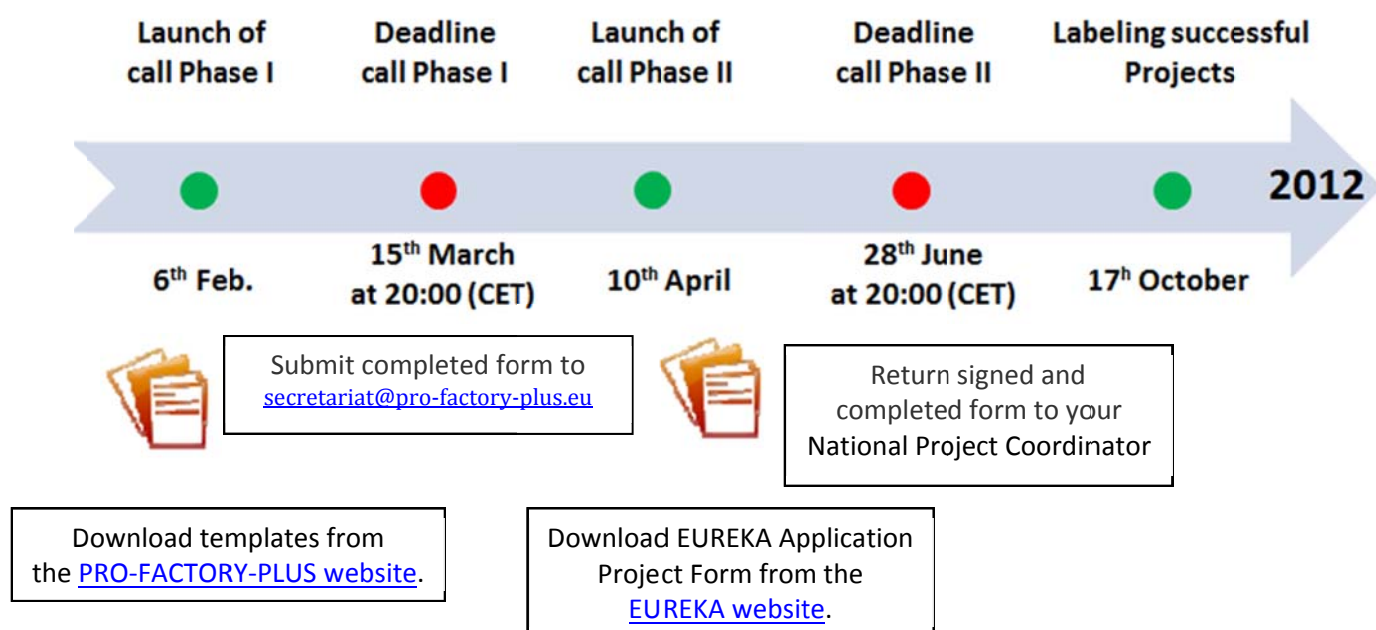 Launch of
call Phase I
Deadline
call Phase I
Launch of
call Phase II
Deadline
call Phase II
Labeling successful
Projects
2012
6th Feb.
15th March
at 20:00 (CET)
10th April
28th June
at 20:00 (CET)
17h October
Submit completed form to
secretariat@pro-factory-plus.eu
Return signed and
completed form to your
National Project Coordinator
Download templates from
the PRO-FACTORY-PLUS website.
Download EUREKA Application
Project Form from the
EUREKA website.